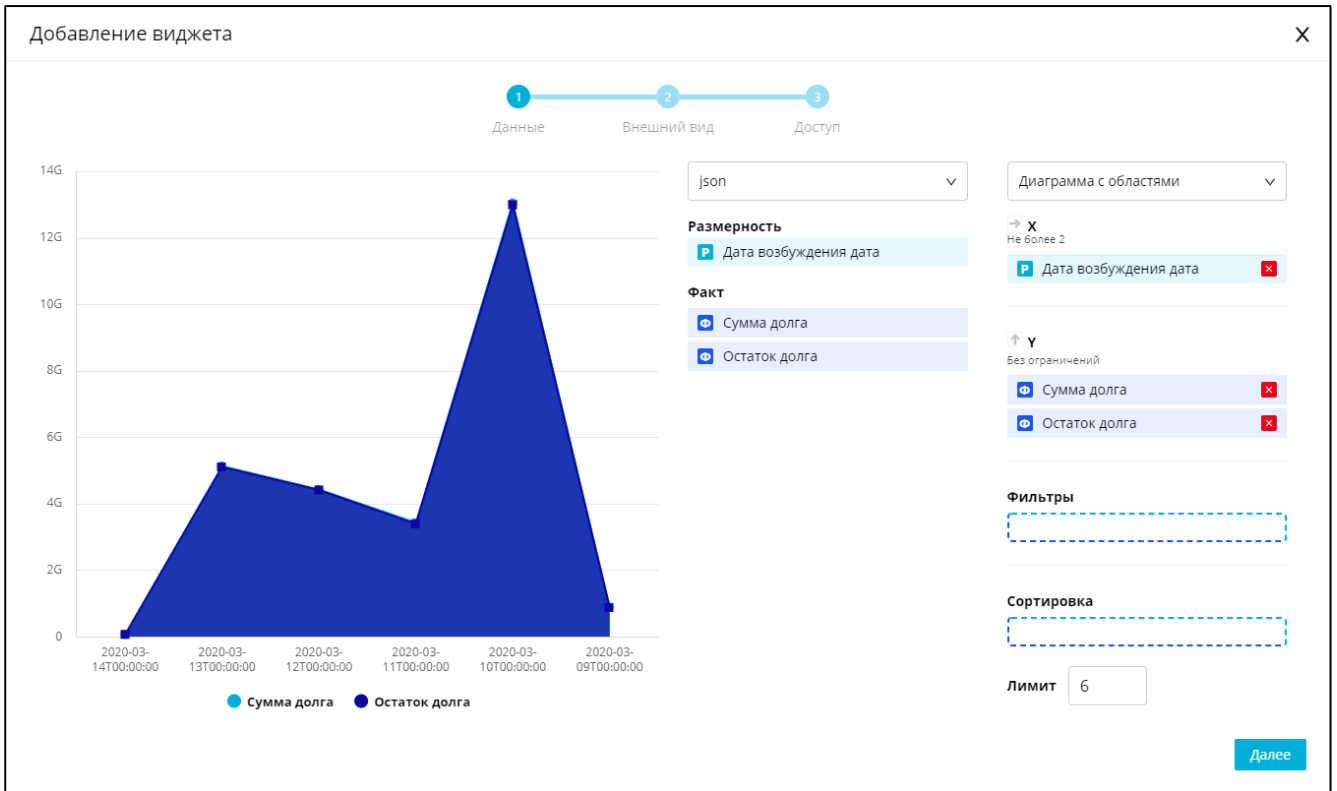 Добавление виджета
X
1
2
3
Данные
Внешний вид
Доступ
14G
12G
10G
8G
6G
4G
2G
0
2020-03-14T00:00:00
2020-03-13T00:00:00
2020-03-12T00:00:00
2020-03-11T00:00:00
2020-03-10T00:00:00
2020-03-09T00:00:00
Сумма долга
Остаток долга
json
Размерность
Р Дата возбуждения дата
Факт
Ф Сумма долга
Ф Остаток долга
Диаграмма с областями
X
Не более 2
Р Дата возбуждения дата
Y
Без ограничений
Ф Сумма долга
Ф Остаток долга
Фильтры
Сортировка
Лимит 6
Далее